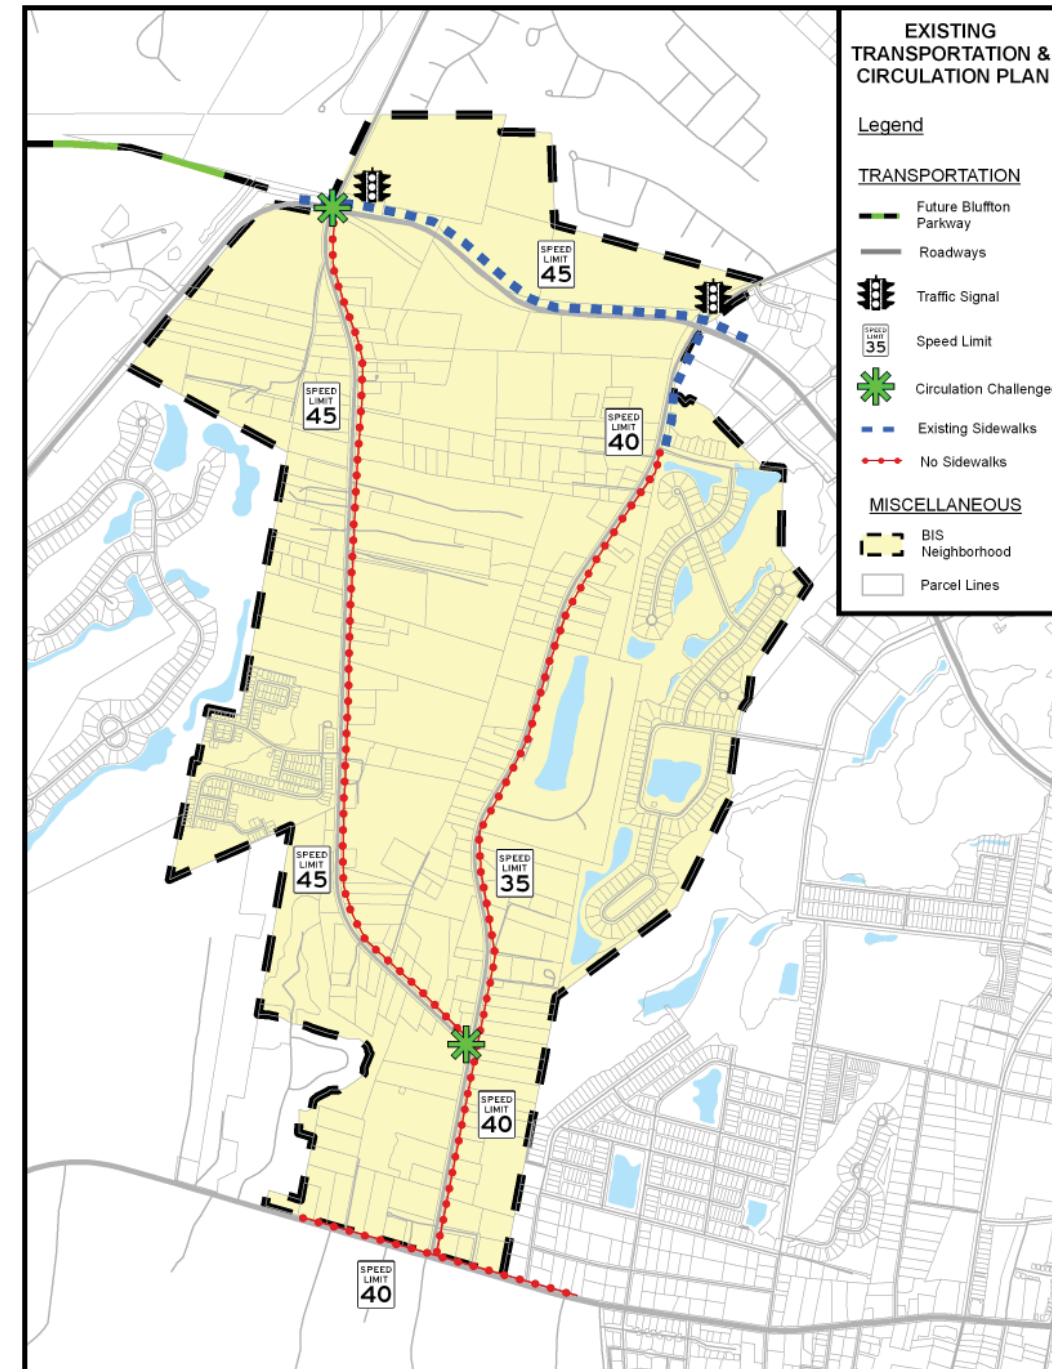 EXISTING
TRANSPORTATION &
CIRCULATION PLAN
Legend
TRANSPORTATION
Future Bluffton
Parkway
Roadways
Traffic Signal
SPEED
LIMIT
35
Speed Limit
Circulation Challenge
Existing Sidewalks
No Sidewalks
MISCELLANEOUS
BIS
Neighborhood
Parcel Lines
SPEED
LIMIT
45
SPEED
LIMIT
45
SPEED
LIMIT
40
SPEED
LIMIT
45
SPEED
LIMIT
35
SPEED
LIMIT
40
SPEED
LIMIT
40